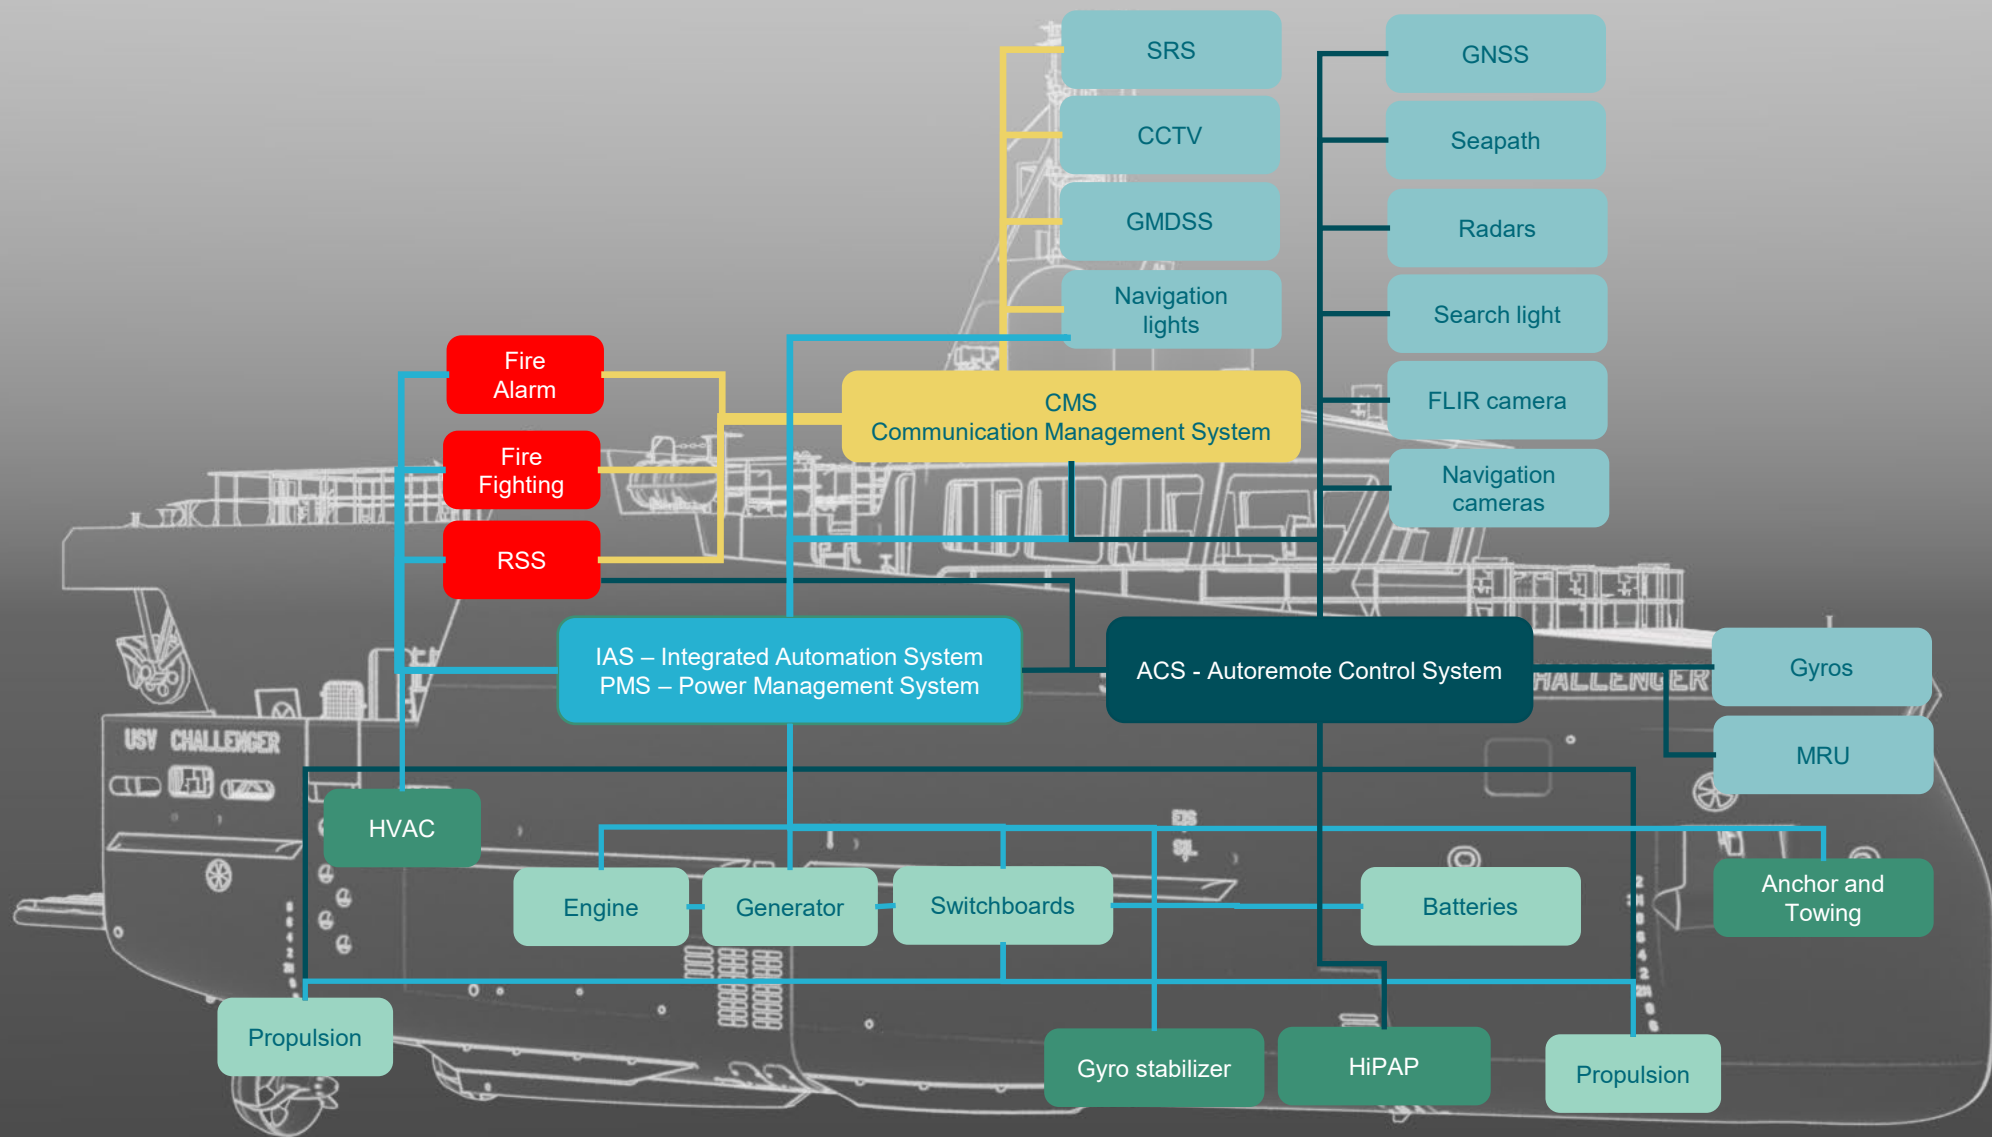 SRS
GNSS
CCTV
Seapath
GMDSS
Radars
Navigation
lights
Search light
Fire
Alarm
CMS
Communication Management System
FLIR camera
Fire
Fighting
Navigation
cameras
RSS
IAS – Integrated Automation System
PMS – Power Management System
ACS - Autoremote Control System
Gyros
HALLENGER
USV CHALLENGER
MRU
HVAC
Engine
Generator
Switchboards
Batteries
Anchor and
Towing
Propulsion
Gyro stabilizer
HiPAP
Propulsion